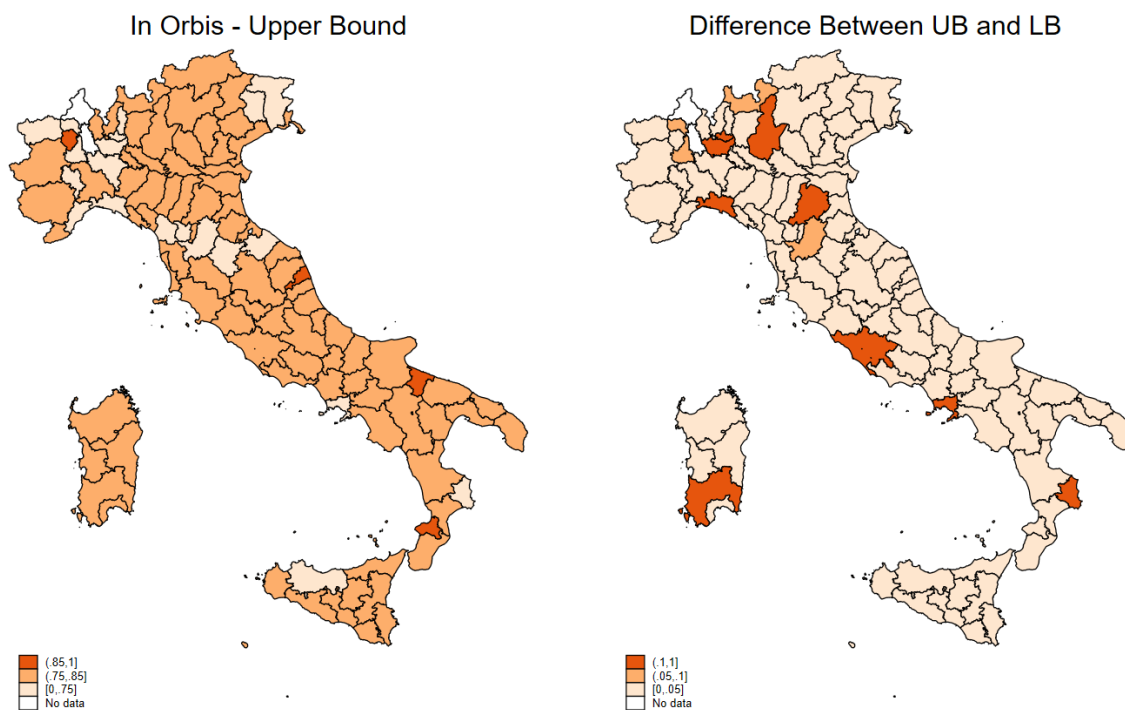 In Orbis - Upper Bound
Difference Between UB and LB
(.85,1]
(.75,.85]
[0,.75]
No data
(.1,1]
(.05,.1]
[0,.05]
No data